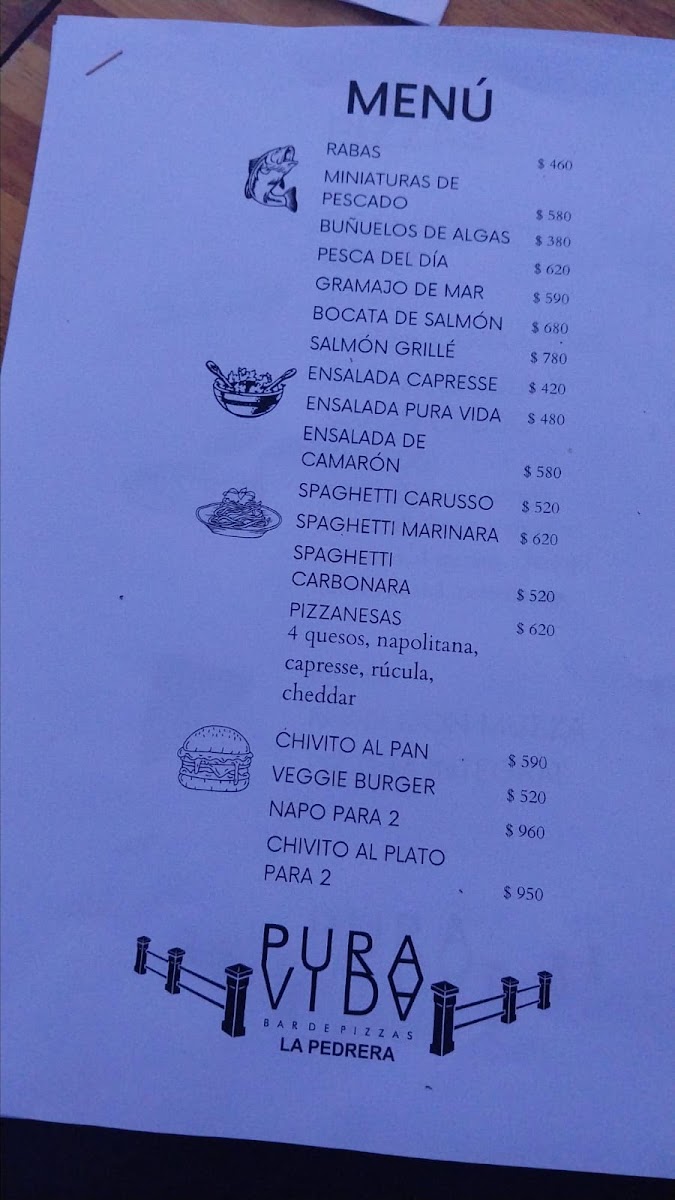 MENÚ
RABAS $ 460
MINIATURAS DE
PESCADO $ 580
BUÑUELOS DE ALGAS $ 380
PESCA DEL DÍA $ 620
GRAMAJO DE MAR $ 590
BOCATA DE SALMÓN $ 680
SALMÓN GRILLÉ $ 780
ENSALADA CAPRESSE $ 420
ENSALADA PURA VIDA $ 480
ENSALADA DE
CAMARÓN $ 580
SPAGHETTI CARUSSO $ 520
SPAGHETTI MARINARA $ 620
SPAGHETTI
CARBONARA $ 520
PIZZANESAS $ 620
4 quesos, napolitana,
capresse, rúcula,
cheddar
CHIVITO AL PAN $ 590
VEGGIE BURGER $ 520
NAPO PARA 2 $ 960
CHIVITO AL PLATO
PARA 2 $ 950
PURA
VIDA
BAR DE PIZZAS
LA PEDRERA